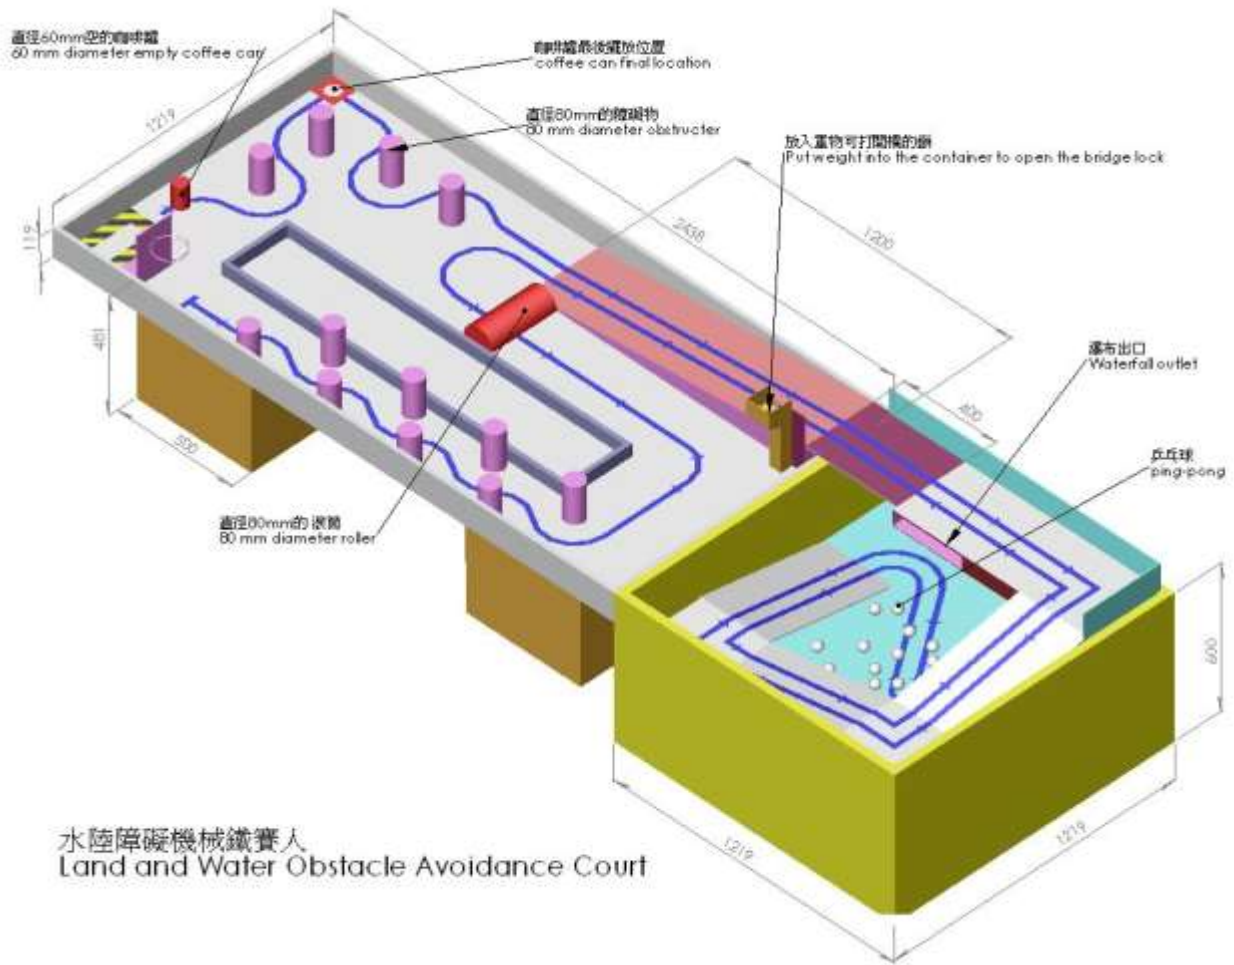 直徑60mm空的咖啡罐
60 mm diameter empty coffee can
咖啡罐最後擺放位置
coffee can final location
直徑80mm的障礙物
80 mm diameter obstructer
放入重物可打開橋的鎖
Put weight into the container to open the bridge lock
1219
2438
1200
119
481
500
瀑布出口
Waterfall outlet
400
乒乓球
ping-pong
直徑80mm的滾筒
80 mm diameter roller
600
1219
1219
水陸障礙機械鐵賽人
Land and Water Obstacle Avoidance Court